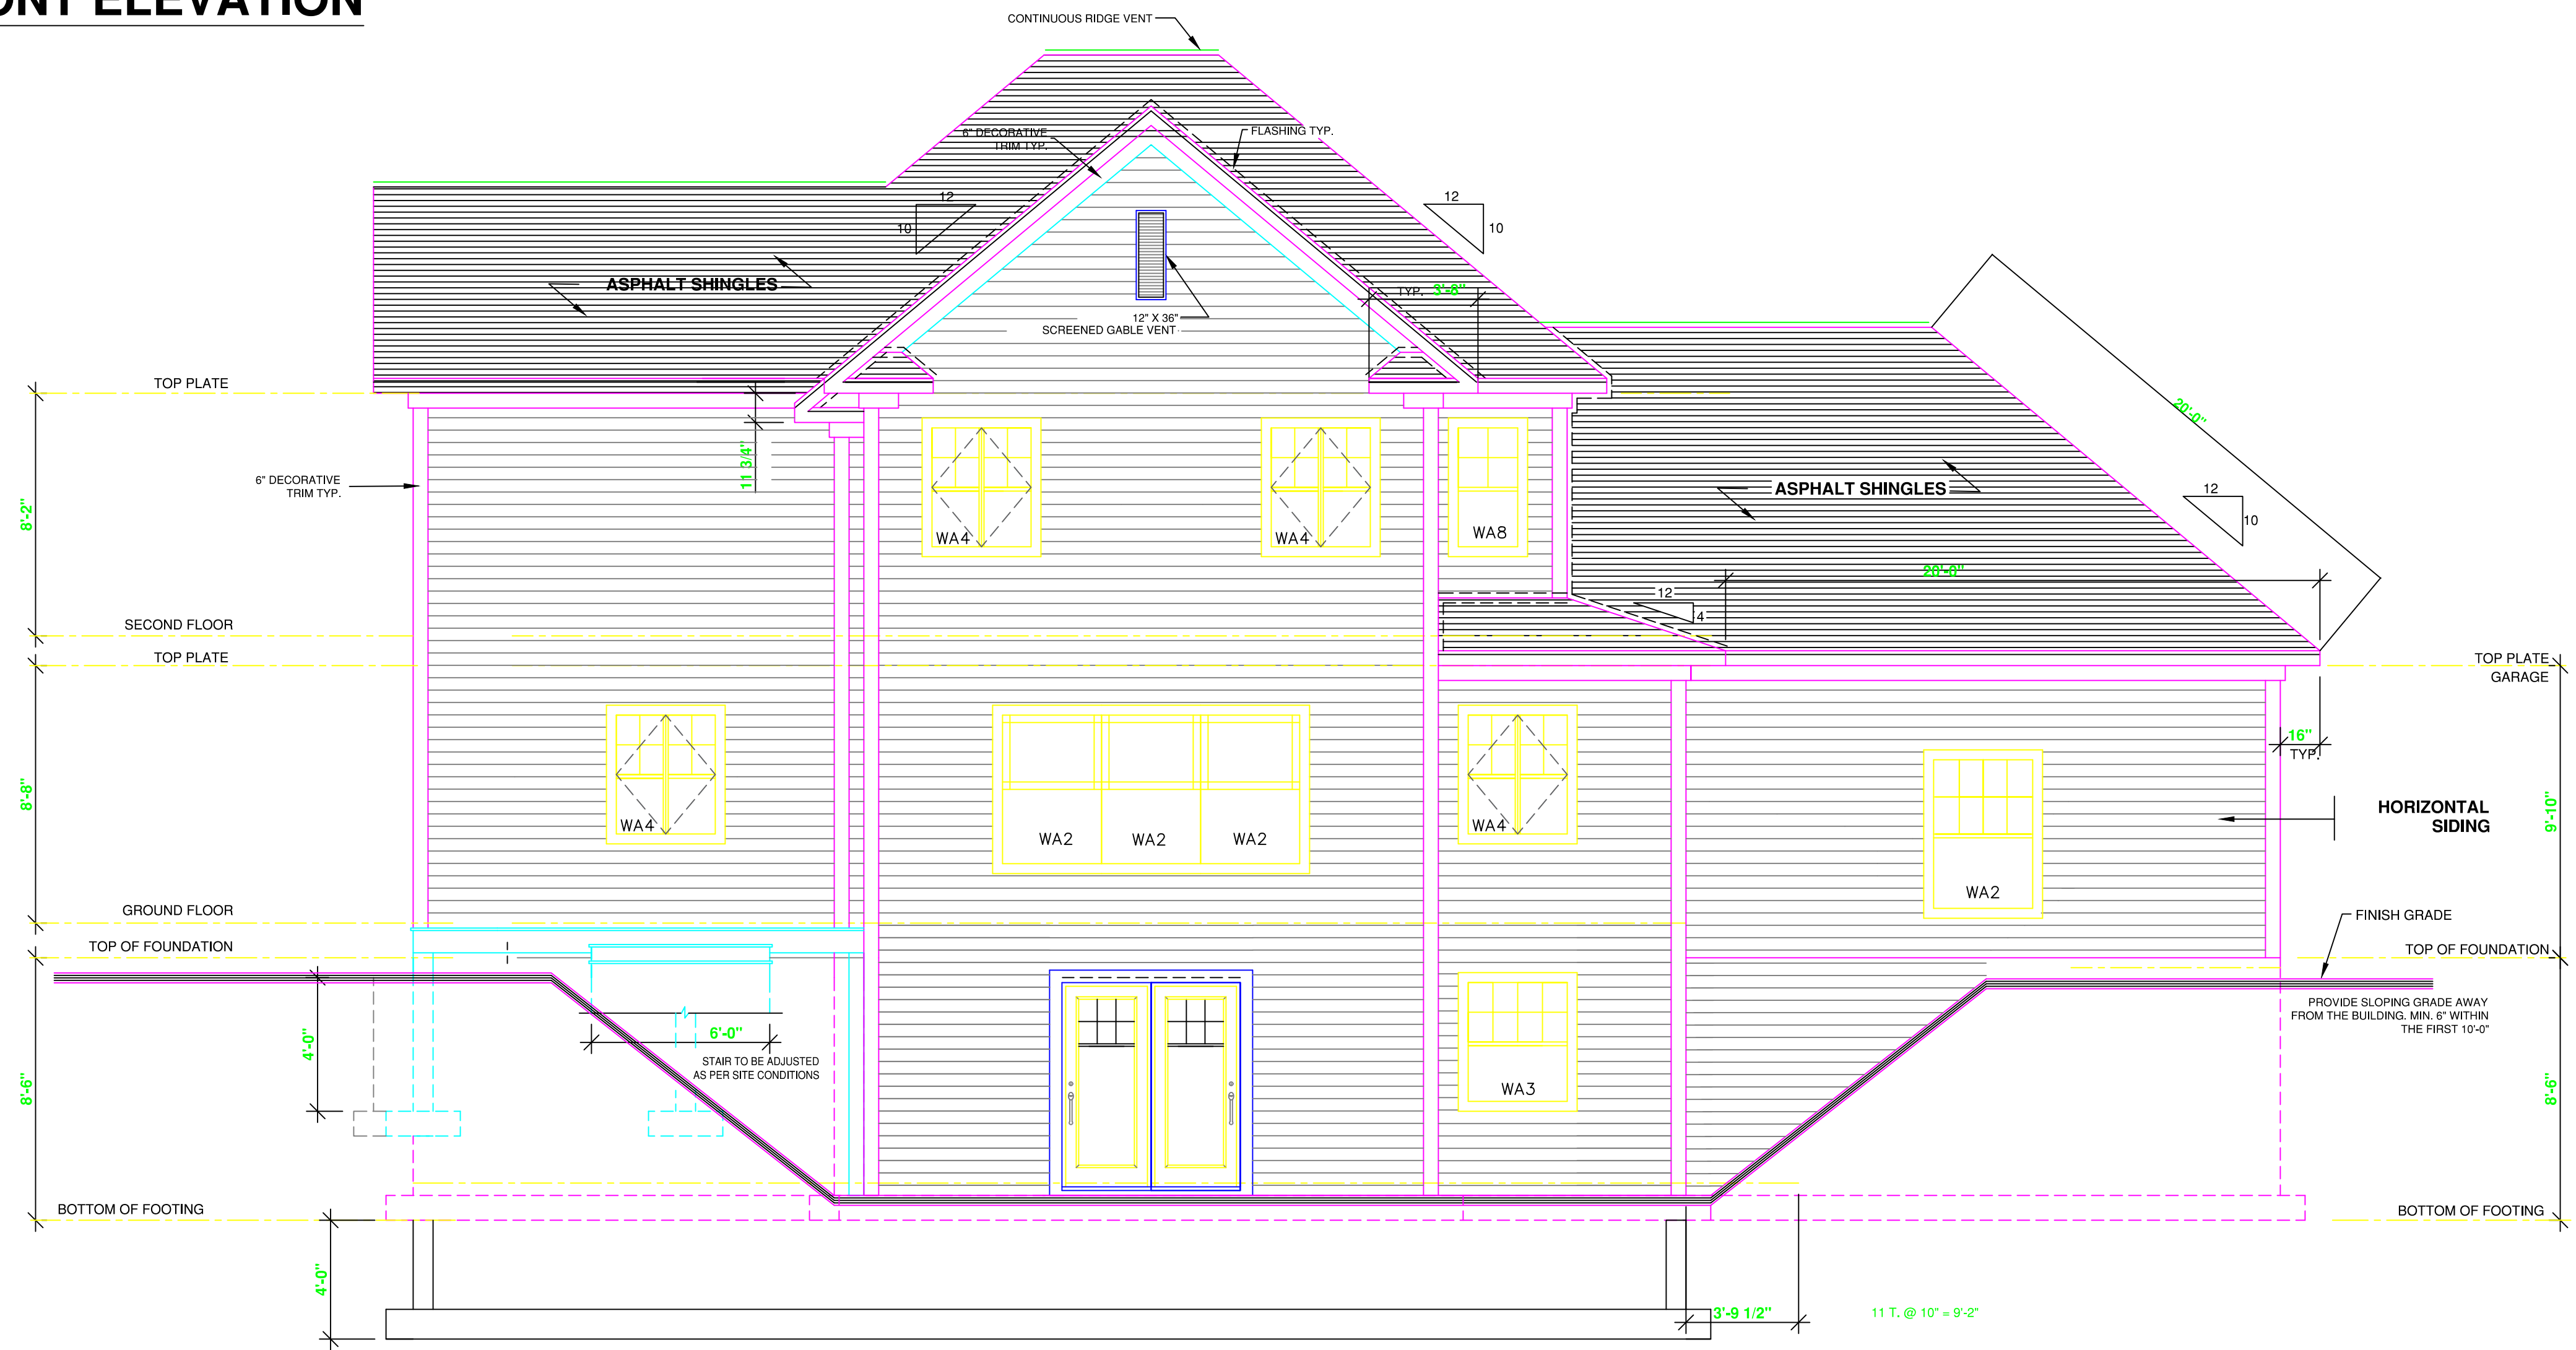 ONT ELEVATION
CONTINUOUS RIDGE VENT
6" DECORATIVE
TRIM TYP.
FLASHING TYP.
12
10
12
10
ASPHALT SHINGLES
12" X 36"
SCREENED GABLE VENT
TYP. 3'-8"
TOP PLATE
20'-0"
11 3/4"
6" DECORATIVE
TRIM TYP.
8'-2"
ASPHALT SHINGLES
12
10
WA4
WA4
WA8
20'-0"
12
4
SECOND FLOOR
TOP PLATE
TOP PLATE
GARAGE
16"
TYP.
8'-8"
WA4
WA2
WA2
WA2
WA4
HORIZONTAL
SIDING
9'-10"
WA2
GROUND FLOOR
FINISH GRADE
TOP OF FOUNDATION
TOP OF FOUNDATION
PROVIDE SLOPING GRADE AWAY
FROM THE BUILDING. MIN. 6" WITHIN
THE FIRST 10'-0"
4'-0"
6'-0"
STAIR TO BE ADJUSTED
AS PER SITE CONDITIONS
8'-6"
WA3
8'-6"
BOTTOM OF FOOTING
BOTTOM OF FOOTING
4'-0"
3'-9 1/2"
11 T. @ 10" = 9'-2"